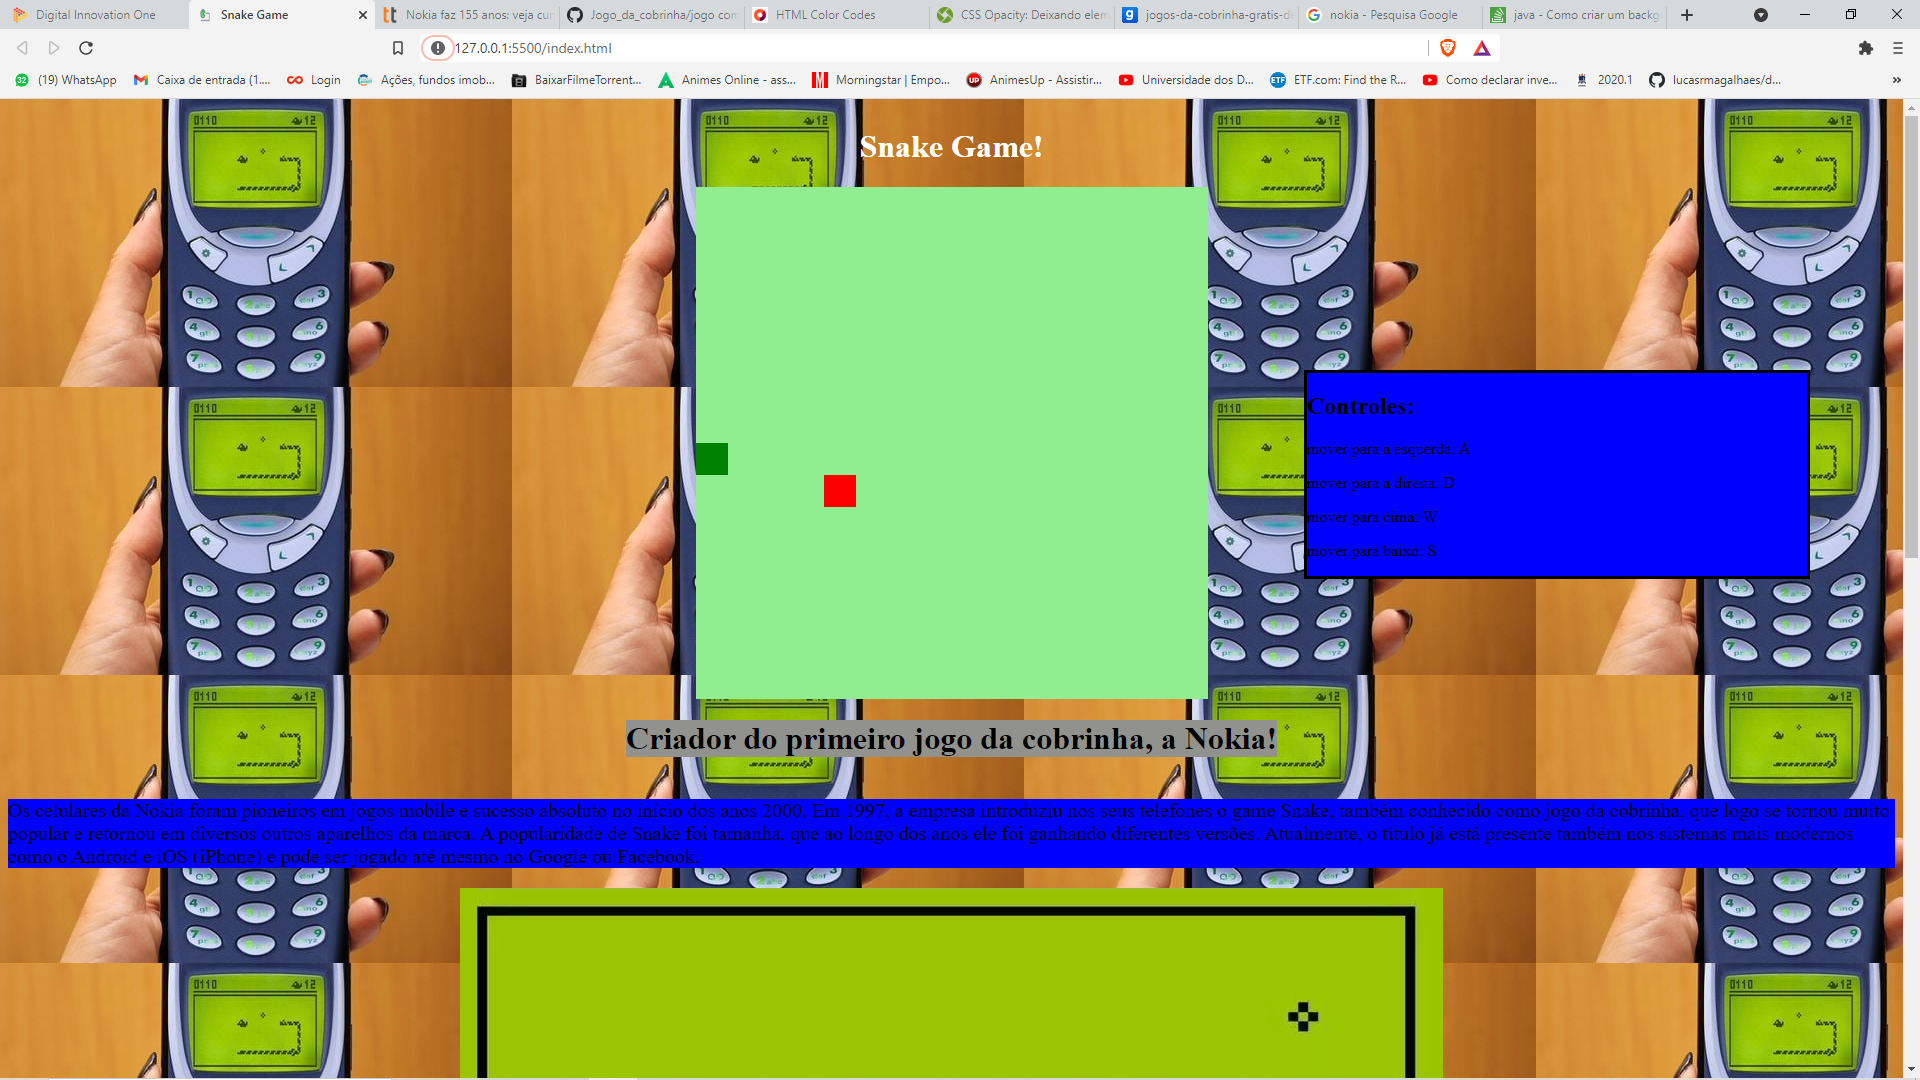 Digital Innovation One
Snake Game
Nokia faz 155 anos: veja cur
Jogo_da_cobrinha/jogo com
HTML Color Codes
CSS Opacity: Deixando elem
jogos-da-cobrinha-gratis-d
nokia - Pesquisa Google
java - Como criar um backg
127.0.0.1:5500/index.html
(19) WhatsApp
Caixa de entrada (1....
Login
Ações, fundos imob...
BaixarFilmeTorrent...
Animes Online - ass...
Morningstar | Empo...
AnimesUp - Assistir...
Universidade dos D...
ETF.com: Find the R...
Como declarar inve...
2020.1
lucasrmagalhaes/d...
Snake Game!
Controles:
mover para a esquerda: A
mover para a direita: D
mover para cima: W
mover para baixo: S
Criador do primeiro jogo da cobrinha, a Nokia!
Os celulares da Nokia foram pioneiros em jogos mobile e sucesso absoluto no início dos anos 2000. Em 1997, a empresa introduziu nos seus telefones o game Snake, também conhecido como jogo da cobrinha, que logo se tornou muito
popular e retornou em diversos outros aparelhos da marca. A popularidade de Snake foi tamanha, que ao longo dos anos ele foi ganhando diferentes versões. Atualmente, o título já está presente também nos sistemas mais modernos
como o Android e iOS (iPhone) e pode ser jogado até mesmo no Google ou Facebook.